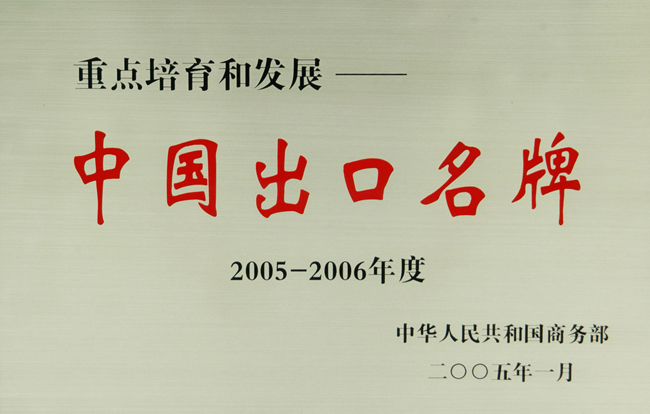 重点培育和发展——
中国出口名牌
2005-2006年度
中华人民共和国商务部
二〇〇五年一月